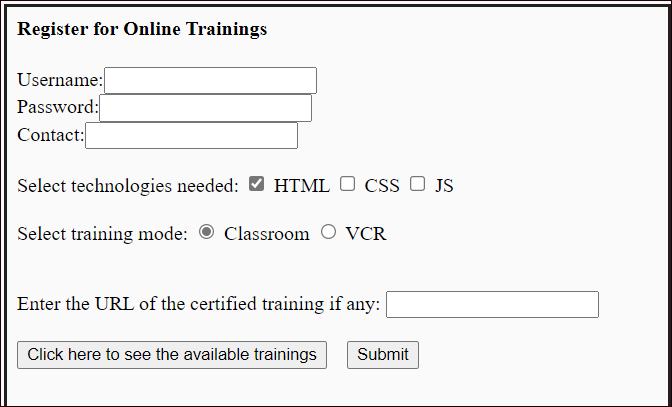 Register for Online Trainings
Username:
Password:
Contact:
Select technologies needed: HTML CSS JS
Select training mode: Classroom VCR
Enter the URL of the certified training if any:
Click here to see the available trainings Submit